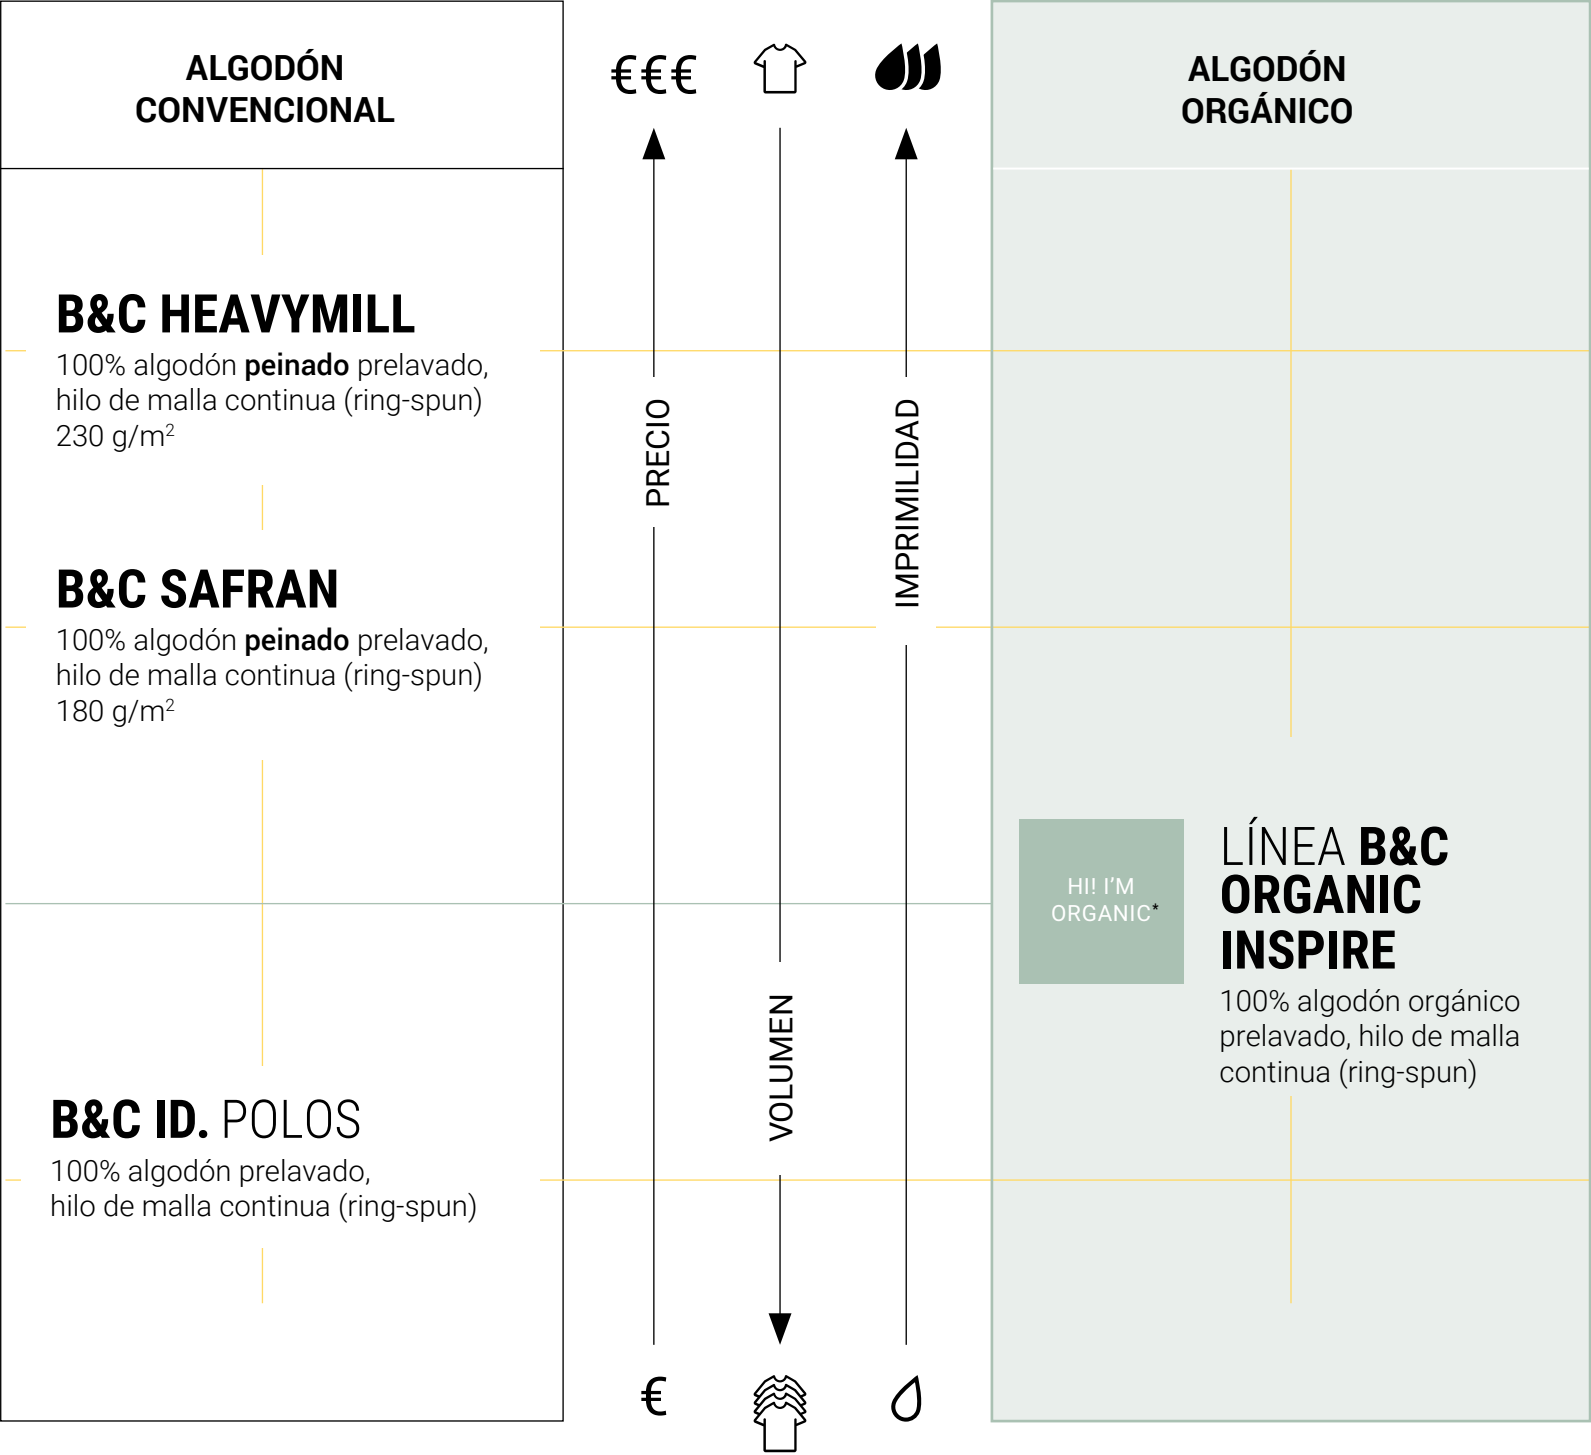 ALGODÓN
CONVENCIONAL
B&C HEAVYMILL
100% algodón peinado prelavado,
hilo de malla continua (ring-spun)
230 g/m²
B&C SAFRAN
100% algodón peinado prelavado,
hilo de malla continua (ring-spun)
180 g/m²
B&C ID. POLOS
100% algodón prelavado,
hilo de malla continua (ring-spun)
€€€
PRECIO
€
VOLUMEN
IMPRIMILIDAD
ALGODÓN
ORGÁNICO
HI! I'M
ORGANIC*
LÍNEA B&C
ORGANIC
INSPIRE
100% algodón orgánico
prelavado, hilo de malla
continua (ring-spun)